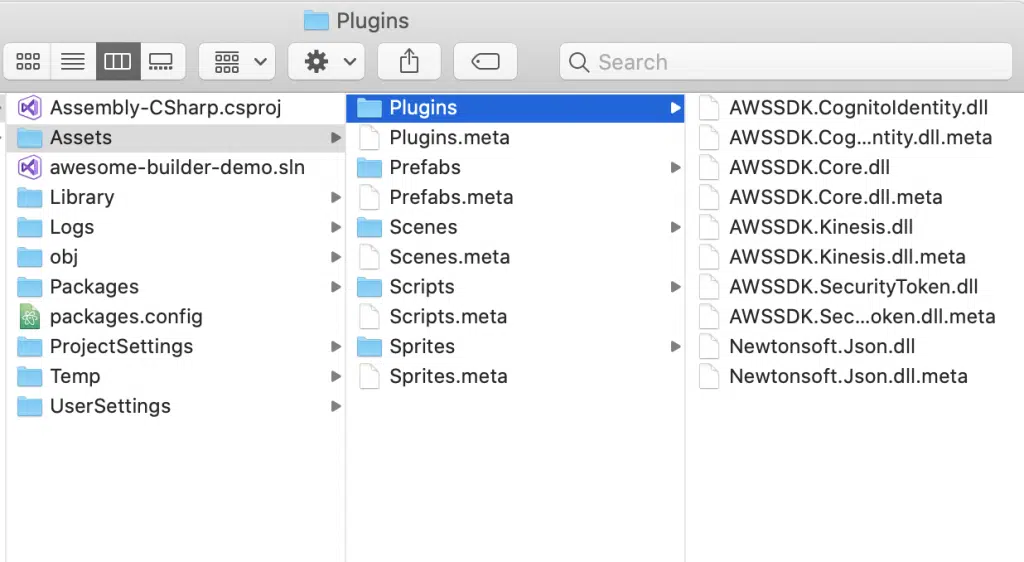 Plugins
Search
Assembly-CSharp.csproj
Assets
awesome-builder-demo.sln
Library
Logs
obj
Packages
packages.config
ProjectSettings
Temp
UserSettings
Plugins
Plugins.meta
Prefabs
Prefabs.meta
Scenes
Scenes.meta
Scripts
Scripts.meta
Sprites
Sprites.meta
AWSSDK.CognitoIdentity.dll
AWSSDK.Cog...ntity.dll.meta
AWSSDK.Core.dll
AWSSDK.Core.dll.meta
AWSSDK.Kinesis.dll
AWSSDK.Kinesis.dll.meta
AWSSDK.SecurityToken.dll
AWSSDK.Sec...oken.dll.meta
Newtonsoft.Json.dll
Newtonsoft.Json.dll.meta